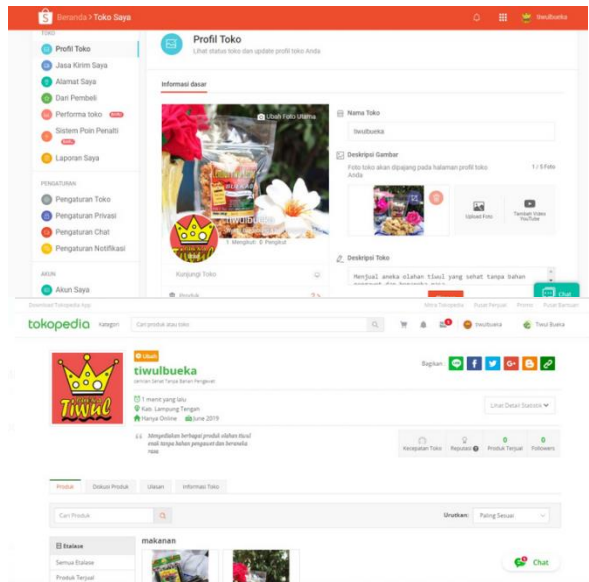 Beranda > Toko Saya
tiwulbueka
TOKO
Profil Toko
Jasa Kirim Saya
Alamat Saya
Dari Pembeli
Performa toko
Sistem Poin Penalti
Laporan Saya
PENGATURAN
Pengaturan Toko
Pengaturan Privasi
Pengaturan Chat
Pengaturan Notifikasi
AKUN
Akun Saya
Profil Toko
Lihat status toko dan update profil toko Anda
Informasi dasar
Ubah Foto Utama
tiwulbueka
1 Mengikuti 0 Pengikut
Kunjungi Toko
Produk
Nama Toko
tiwulbueka
Deskripsi Gambar
Foto toko akan dipajang pada halaman profil toko Anda
1 / 5 Foto
Upload Foto
Tambah Video YouTube
Deskripsi Toko
Menjual aneka olahan tiwul yang sehat tanpa bahan
pengawet dan beraneka rasa
Chat
Download Tokopedia App
Mitra Tokopedia
Pusat Penjual
Promo
Pusat Bantuan
tokopedia
Kategori
Cari produk atau toko
tiwulbueka
Tiwul Bueka
Tiwul
Ubah
tiwulbueka
camilan Sehat Tanpa Bahan Pengawet
1 menit yang lalu
Kab. Lampung Tengah
Hanya Online
June 2019
Menyediakan berbagai produk olahan tiwul
enak tanpa bahan pengawet dan beraneka
rasa
Bagikan :
Lihat Detail Statistik
Kecepatan Toko
Reputasi
0
Produk Terjual
0
Followers
Produk
Diskusi Produk
Ulasan
Informasi Toko
Cari Produk
Urutkan:
Paling Sesuai
Etalase
Semua Etalase
Produk Terjual
makanan
Chat